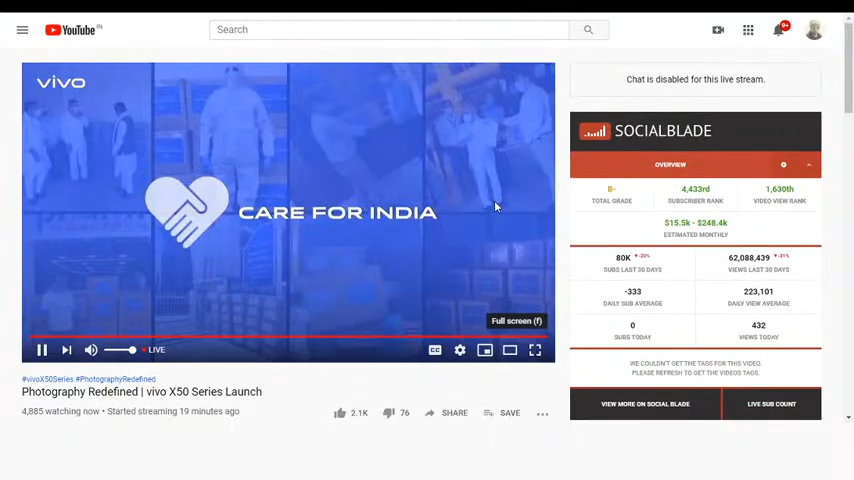 YouTube IN
Search
9+
vivo
CARE FOR INDIA
Full screen (f)
LIVE
CC
#vivoX50Series #PhotographyRedefined
Photography Redefined | vivo X50 Series Launch
4,885 watching now • Started streaming 19 minutes ago
2.1K
76
SHARE
SAVE
Chat is disabled for this live stream.
SOCIALBLADE
OVERVIEW
B-
4,433rd
1,630th
TOTAL GRADE
SUBSCRIBER RANK
VIDEO VIEW RANK
$15.5k - $248.4k
ESTIMATED MONTHLY
80K ▼-20%
62,088,439 ▼-31%
SUBS LAST 30 DAYS
VIEWS LAST 30 DAYS
-333
223,101
DAILY SUB AVERAGE
DAILY VIEW AVERAGE
0
432
SUBS TODAY
VIEWS TODAY
WE COULDN'T GET THE TAGS FOR THIS VIDEO.
PLEASE REFRESH TO GET THE VIDEOS TAGS.
VIEW MORE ON SOCIAL BLADE
LIVE SUB COUNT